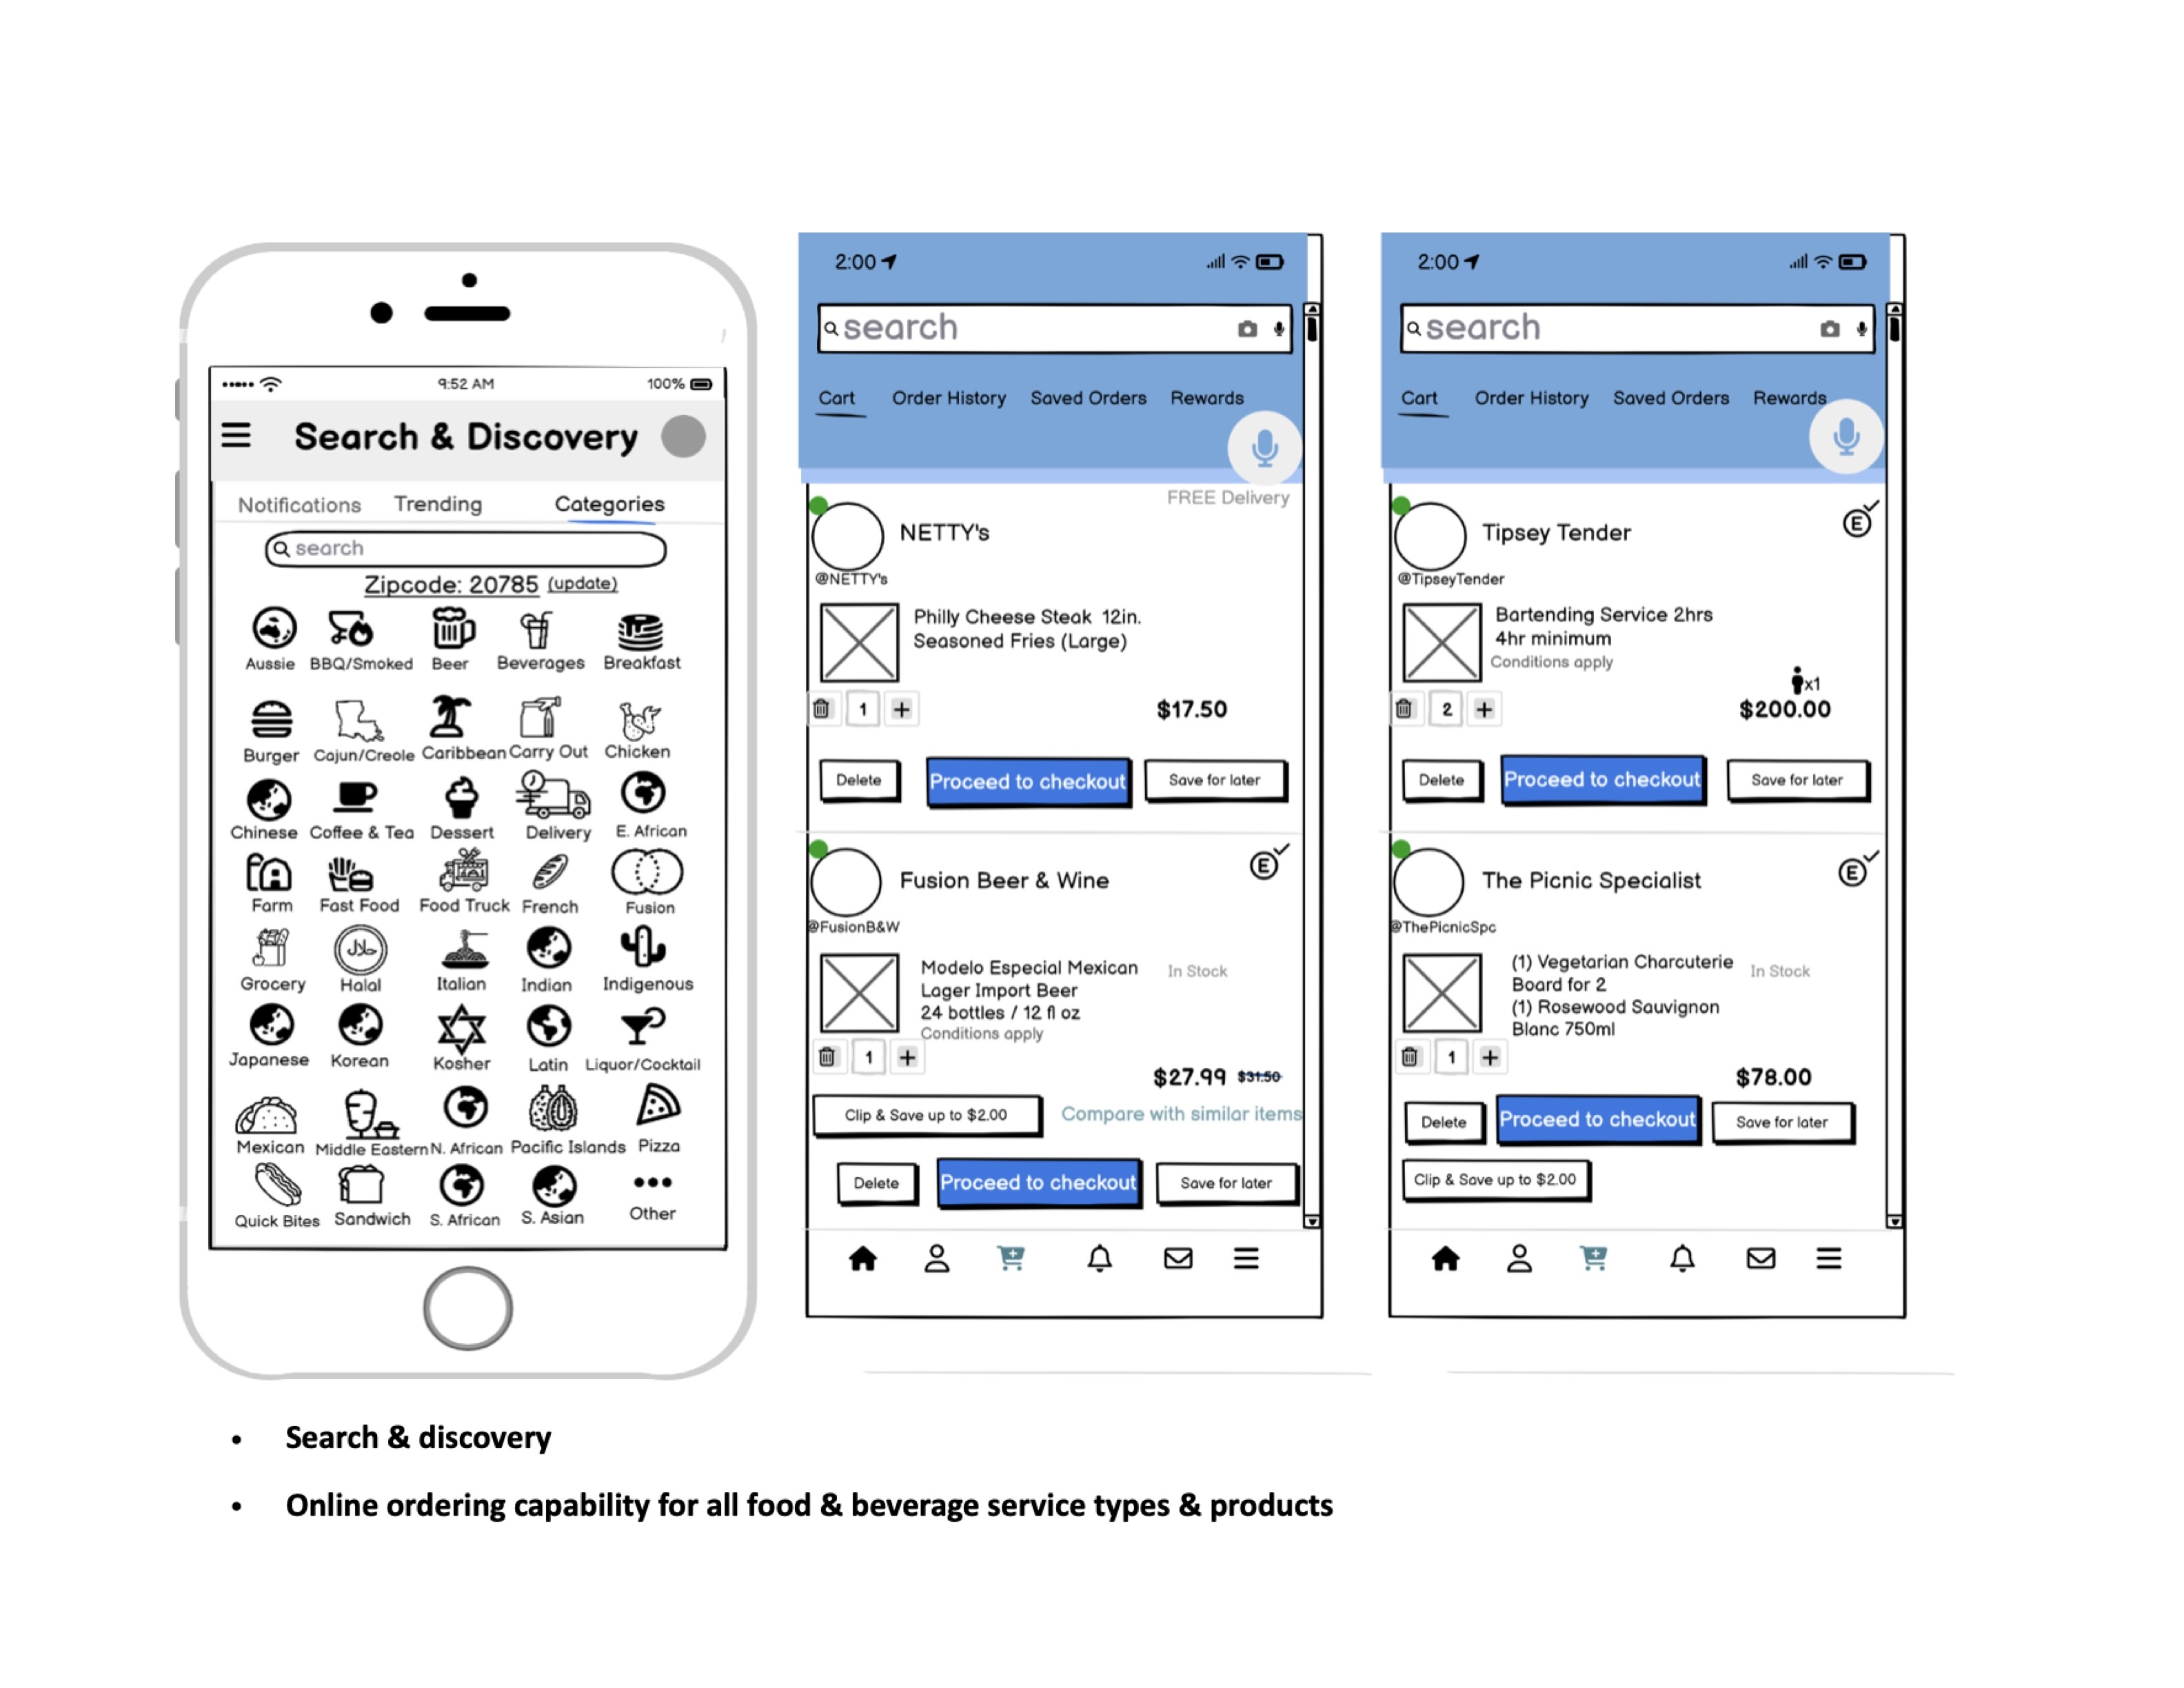 9:52 AM 100%
Search & Discovery
Notifications Trending Categories
search
Zipcode: 20785 (update)
Aussie BBQ/Smoked Beer Beverages Breakfast
Burger Cajun/Creole Caribbean Carry Out Chicken
Chinese Coffee & Tea Dessert Delivery E. African
Farm Fast Food Food Truck French Fusion
حلال
Grocery Halal Italian Indian Indigenous
Japanese Korean Kosher Latin Liquor/Cocktail
Mexican Middle Eastern N. African Pacific Islands Pizza
Quick Bites Sandwich S. African S. Asian Other
2:00
search
Cart Order History Saved Orders Rewards
FREE Delivery
NETTY's
@NETTY's
Philly Cheese Steak 12in.
Seasoned Fries (Large)
1 + $17.50
Delete Proceed to checkout Save for later
E
Fusion Beer & Wine
@FusionB&W
Modelo Especial Mexican In Stock
Lager Import Beer
24 bottles / 12 fl oz
Conditions apply
1 +
$27.99 $31.50
Clip & Save up to $2.00 Compare with similar items
Delete Proceed to checkout Save for later
2:00
search
Cart Order History Saved Orders Rewards
Tipsey Tender E
@TipseyTender
Bartending Service 2hrs
4hr minimum
Conditions apply
x1
2 + $200.00
Delete Proceed to checkout Save for later
The Picnic Specialist E
@ThePicnicSpc
(1) Vegetarian Charcuterie In Stock
Board for 2
(1) Rosewood Sauvignon
Blanc 750ml
1 +
$78.00
Delete Proceed to checkout Save for later
Clip & Save up to $2.00
• Search & discovery
• Online ordering capability for all food & beverage service types & products